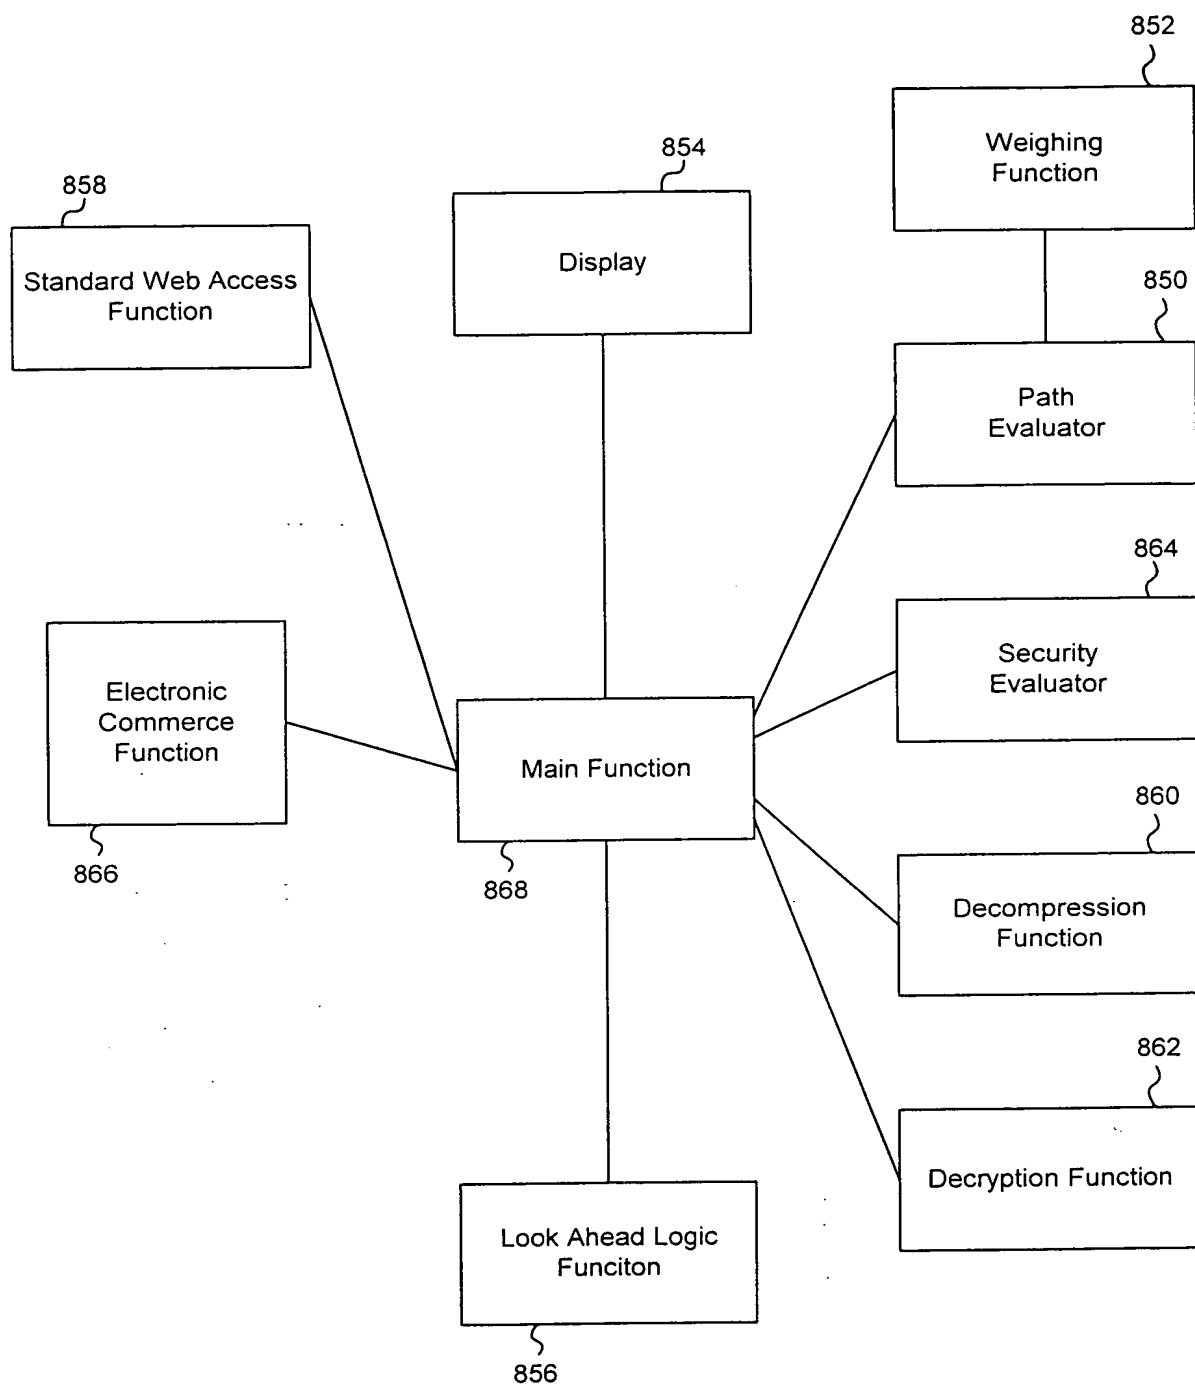 852
Weighing
Function
854
858
Display
Standard Web Access
Function
850
Path
Evaluator
864
Security
Evaluator
Electronic
Commerce
Function
Main Function
860
866
868
Decompression
Function
862
Decryption Function
Look Ahead Logic
Funciton
856